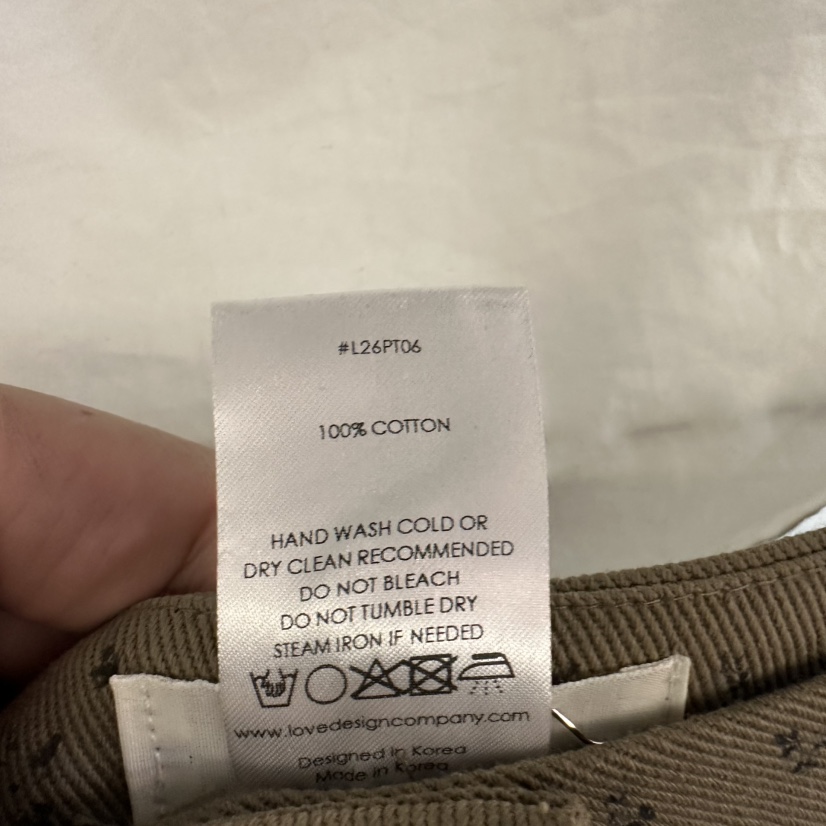 #L26PT06
100% COTTON
HAND WASH COLD OR
DRY CLEAN RECOMMENDED
DO NOT BLEACH
DO NOT TUMBLE DRY
STEAM IRON IF NEEDED
www.lovedesigncompany.com
Designed in Korea
Made in Korea